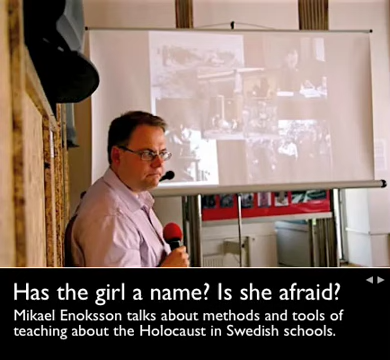 Has the girl a name? Is she afraid?
Mikael Enoksson talks about methods and tools of
teaching about the Holocaust in Swedish schools.